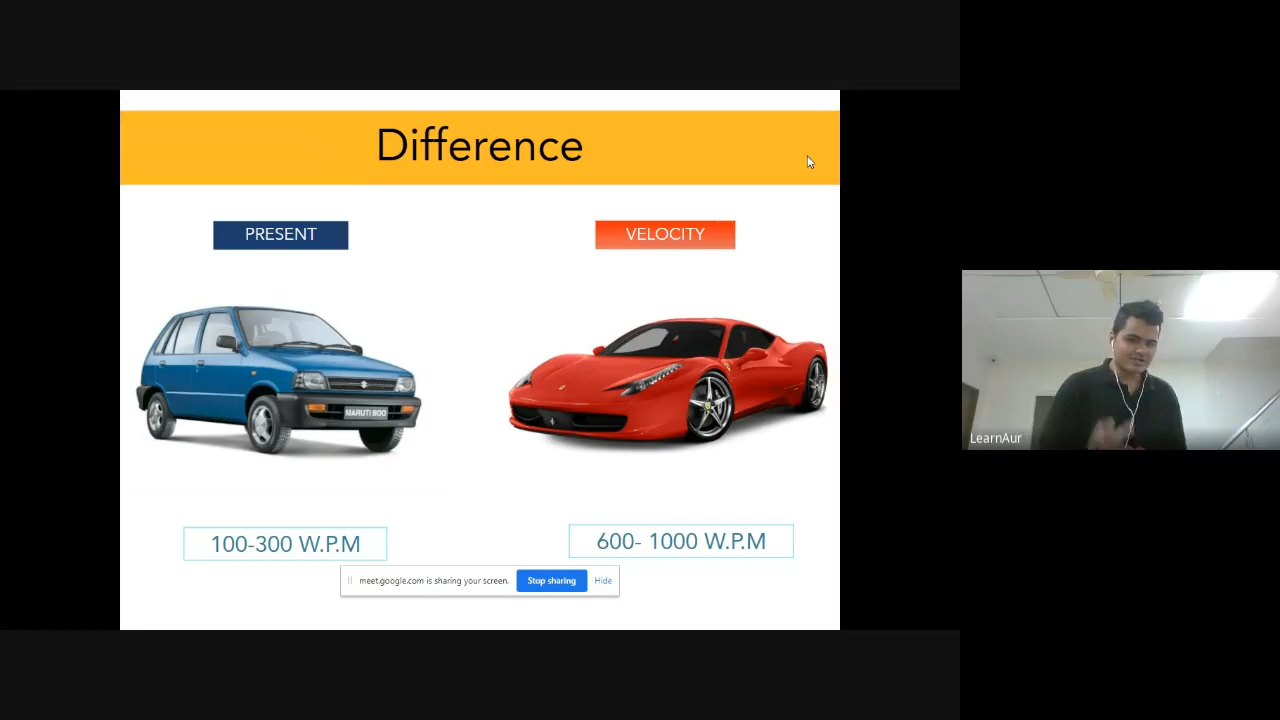 Difference
PRESENT
VELOCITY
MARUTI 800
100-300 W.P.M
600- 1000 W.P.M
meet.google.com is sharing your screen.
Stop sharing
Hide
LearnAur